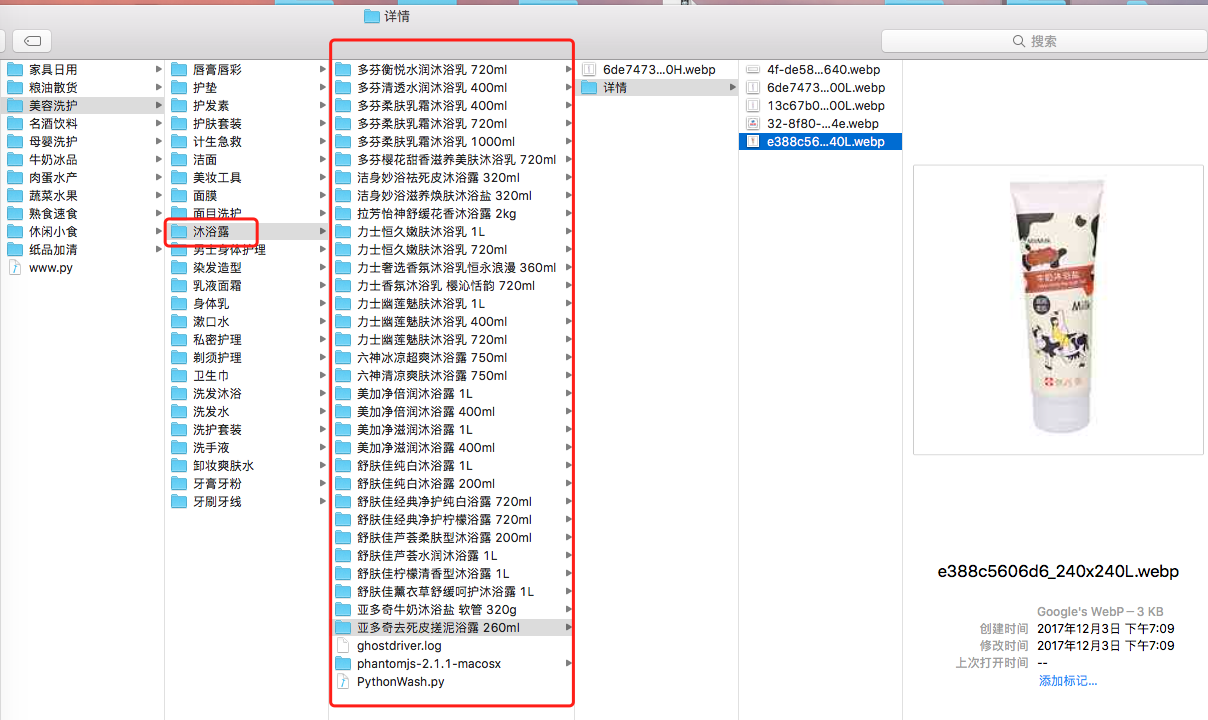 详情
搜索
家具日用
粮油散货
美容洗护
名酒饮料
母婴洗护
牛奶冰品
肉蛋水产
蔬菜水果
熟食速食
休闲小食
纸品加清
www.py
唇膏唇彩
护垫
护发素
护肤套装
计生急救
洁面
美妆工具
面膜
面目洗护
沐浴露
男士身体护理
染发造型
乳液面霜
身体乳
漱口水
私密护理
剃须护理
卫生巾
洗发沐浴
洗发水
洗护套装
洗手液
卸妆爽肤水
牙膏牙粉
牙刷牙线
多芬衡悦水润沐浴乳 720ml
多芬清透水润沐浴乳 400ml
多芬柔肤乳霜沐浴乳 400ml
多芬柔肤乳霜沐浴乳 720ml
多芬柔肤乳霜沐浴乳 1000ml
多芬樱花甜香滋养美肤沐浴乳 720ml
洁身妙浴祛死皮沐浴露 320ml
洁身妙浴滋养焕肤沐浴盐 320ml
拉芳怡神舒缓花香沐浴露 2kg
力士恒久嫩肤沐浴乳 1L
力士恒久嫩肤沐浴乳 720ml
力士奢选香氛沐浴乳恒永浪漫 360ml
力士香氛沐浴乳 樱沁恬韵 720ml
力士幽莲魅肤沐浴乳 1L
力士幽莲魅肤沐浴乳 400ml
力士幽莲魅肤沐浴乳 720ml
六神冰凉超爽沐浴露 750ml
六神清凉爽肤沐浴露 750ml
美加净倍润沐浴露 1L
美加净倍润沐浴露 400ml
美加净滋润沐浴露 1L
美加净滋润沐浴露 400ml
舒肤佳纯白沐浴露 1L
舒肤佳纯白沐浴露 200ml
舒肤佳经典净护纯白浴露 720ml
舒肤佳经典净护柠檬浴露 720ml
舒肤佳芦荟柔肤型沐浴露 200ml
舒肤佳芦荟水润沐浴露 1L
舒肤佳柠檬清香型沐浴露 1L
舒肤佳薰衣草舒缓呵护沐浴露 1L
亚多奇牛奶沐浴盐 软管 320g
亚多奇去死皮搓泥浴露 260ml
ghostdriver.log
phantomjs-2.1.1-macosx
PythonWash.py
6de7473...0H.webp
详情
4f-de58...640.webp
6de7473...00L.webp
13c67b0...00L.webp
32-8f80-...4e.webp
e388c56...40L.webp
牛奶沐浴盐
Milk
e388c5606d6_240x240L.webp
Google's WebP – 3 KB
创建时间 2017年12月3日 下午7:09
修改时间 2017年12月3日 下午7:09
上次打开时间 --
添加标记...